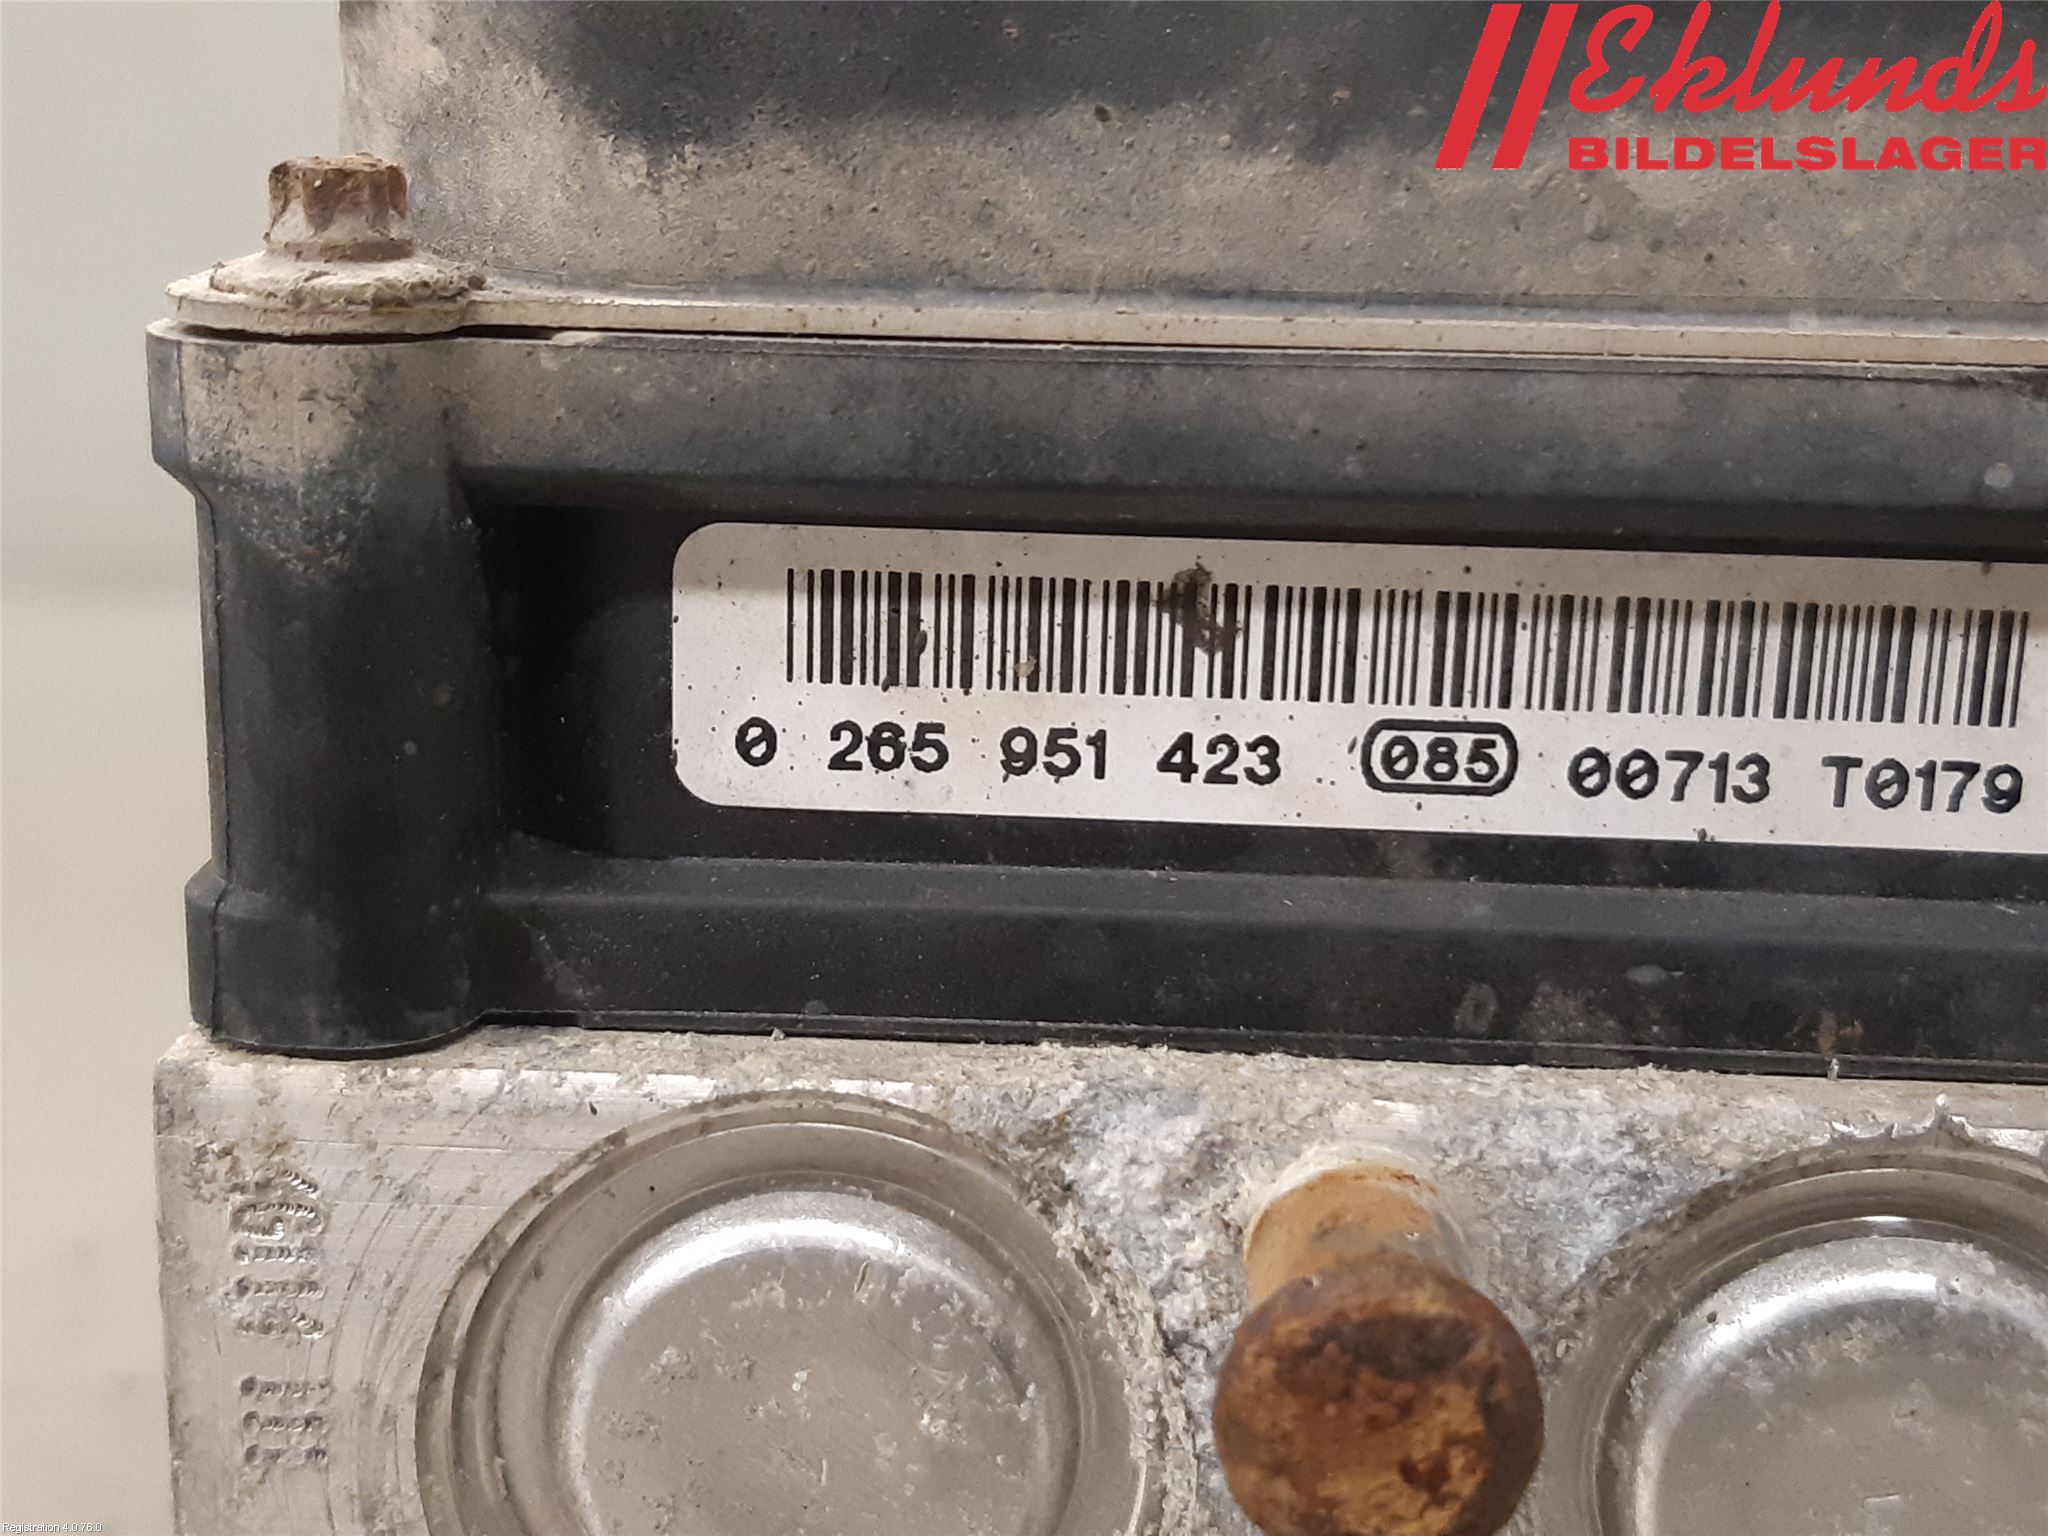 Eklunds
BILDELSLAGER
0 265 951 423 085 00713 T0179
Registration 4.0.76.0